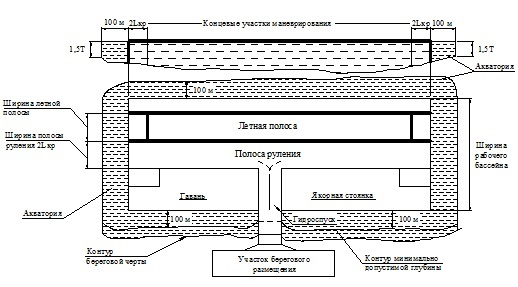 100 м
2Lкр
Концевые участки маневрирования
2Lкр
100 м
1,5Т
1,5Т
Акватория
100 м
Ширина летной
полосы
Летная полоса
Ширина полосы
руления 2Lкр
Полоса руления
Ширина
рабочего
бассейна
Гавань
Якорная стоянка
Акватория
100 м
Гидроспуск
100 м
Контур
береговой черты
Участок берегового
размещения
Контур минимально
допустимой глубины